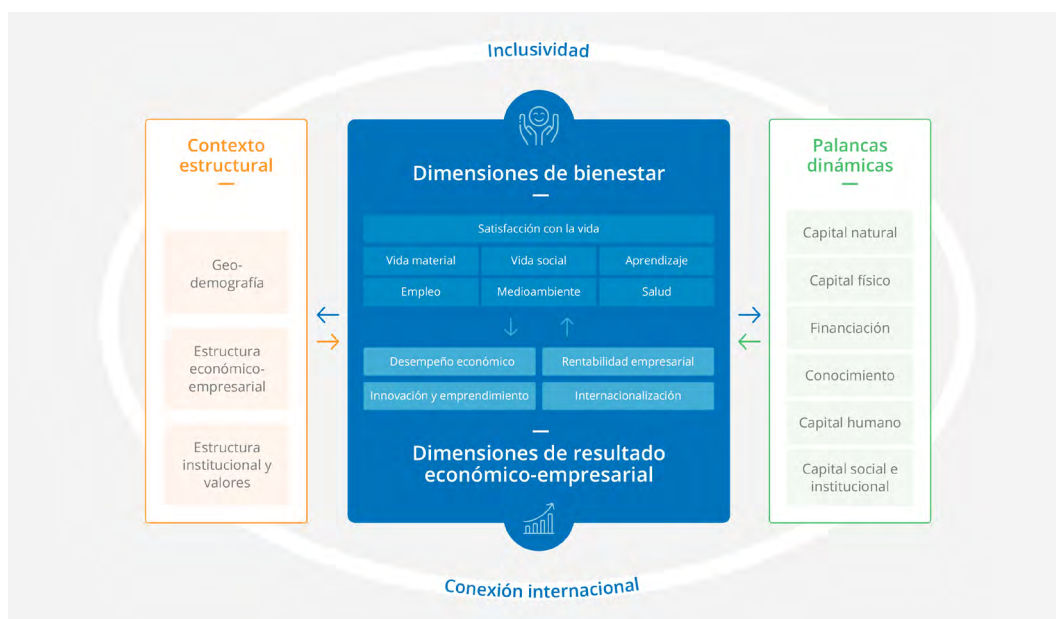 Inclusividad
Contexto
estructural
Geo-
demografía
Estructura
económico-
empresarial
Estructura
institucional y
valores
Dimensiones de bienestar
Satisfacción con la vida
Vida material
Vida social
Aprendizaje
Empleo
Medioambiente
Salud
Desempeño económico
Rentabilidad empresarial
Innovación y emprendimiento
Internacionalización
Dimensiones de resultado
económico-empresarial
Palancas
dinámicas
Capital natural
Capital físico
Financiación
Conocimiento
Capital humano
Capital social e
institucional
Conexión internacional